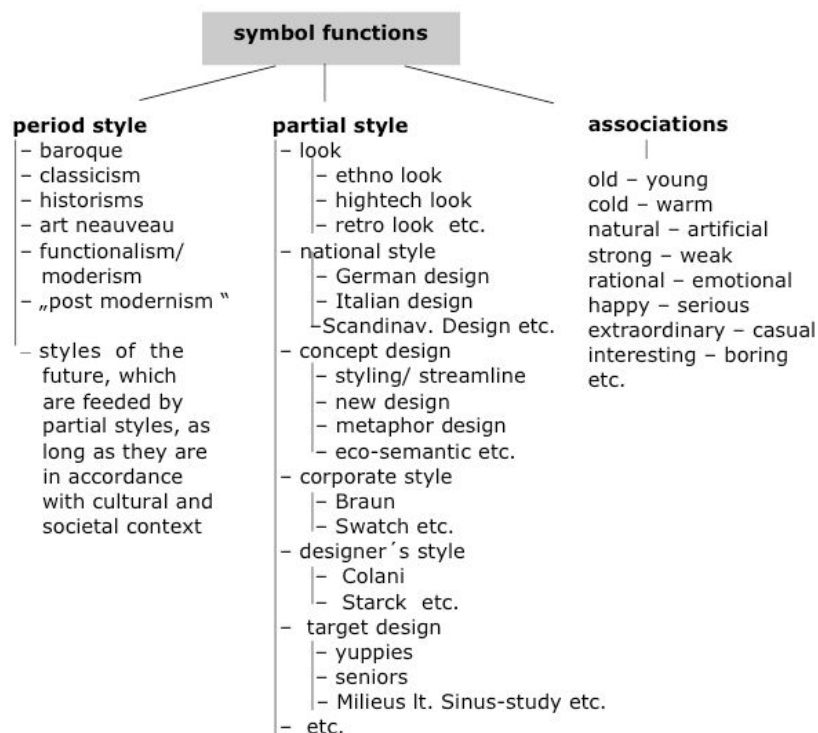 symbol functions
period style
– baroque
– classicism
– historisms
– art neauveau
– functionalism/
moderism
– „post modernism “
– styles of the
future, which
are feeded by
partial styles, as
long as they are
in accordance
with cultural and
societal context
partial style
– look
– ethno look
– hightech look
– retro look etc.
– national style
– German design
– Italian design
–Scandinav. Design etc.
– concept design
– styling/ streamline
– new design
– metaphor design
– eco-semantic etc.
– corporate style
– Braun
– Swatch etc.
– designer´s style
– Colani
– Starck etc.
– target design
– yuppies
– seniors
– Milieus lt. Sinus-study etc.
– etc.
associations
old – young
cold – warm
natural – artificial
strong – weak
rational – emotional
happy – serious
extraordinary – casual
interesting – boring
etc.